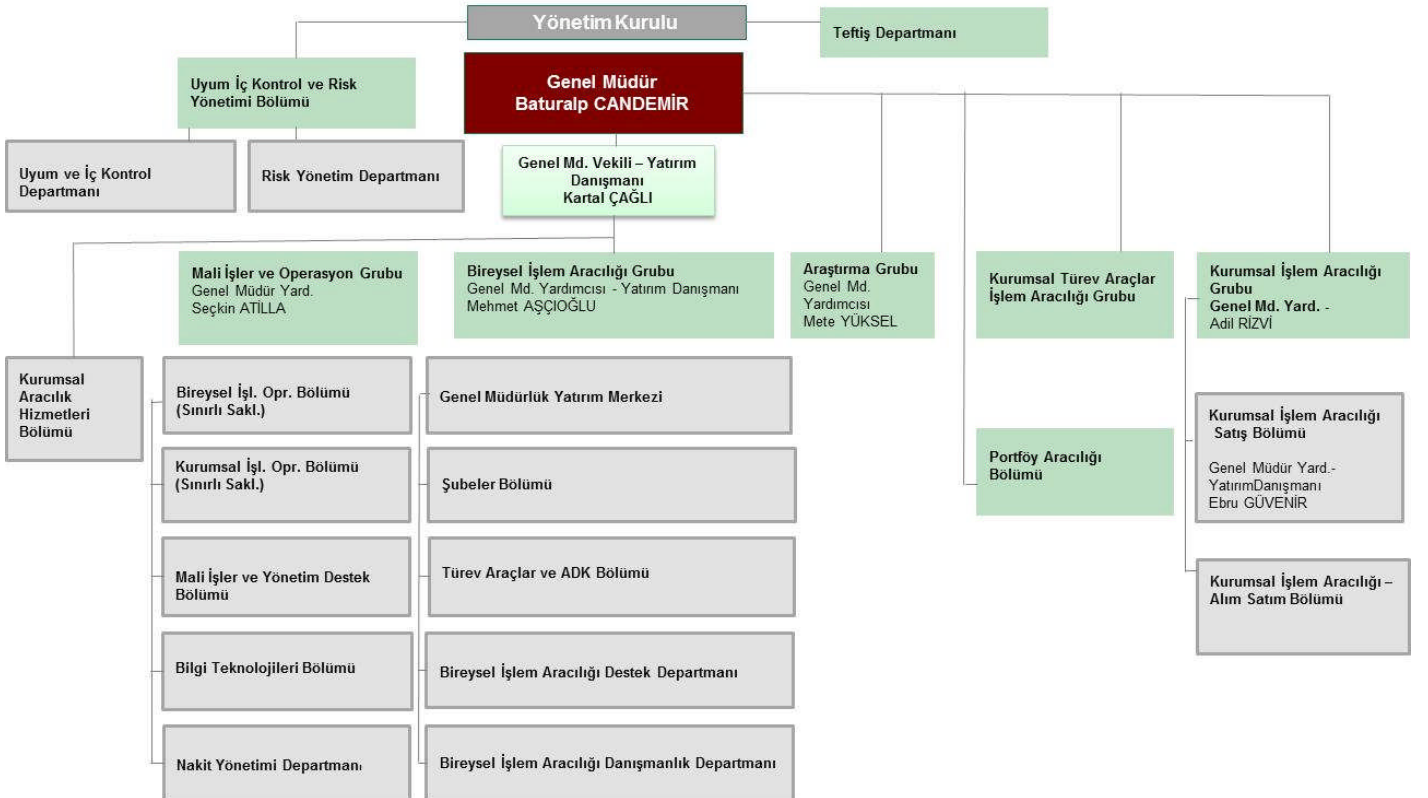 Yönetim Kurulu
Teftiş Departmanı
Uyum İç Kontrol ve Risk
Yönetimi Bölümü
Genel Müdür
Baturalp CANDEMİR
Uyum ve İç Kontrol
Departmanı
Risk Yönetim Departmanı
Genel Md. Vekili – Yatırım
Danışmanı
Kartal ÇAĞLI
Mali İşler ve Operasyon Grubu
Genel Müdür Yard.
Seçkin ATİLLA
Bireysel İşlem Aracılığı Grubu
Genel Md. Yardımcısı - Yatırım Danışmanı
Mehmet AŞÇIOĞLU
Araştırma Grubu
Genel Md.
Yardımcısı
Mete YÜKSEL
Kurumsal Türev Araçlar
İşlem Aracılığı Grubu
Kurumsal İşlem Aracılığı
Grubu
Genel Md. Yard. -
Adil RİZVİ
Kurumsal
Aracılık
Hizmetleri
Bölümü
Bireysel İşl. Opr. Bölümü
(Sınırlı Sakl.)
Kurumsal İşl. Opr. Bölümü
(Sınırlı Sakl.)
Mali İşler ve Yönetim Destek
Bölümü
Bilgi Teknolojileri Bölümü
Nakit Yönetimi Departmanı
Genel Müdürlük Yatırım Merkezi
Şubeler Bölümü
Türev Araçlar ve ADK Bölümü
Bireysel İşlem Aracılığı Destek Departmanı
Bireysel İşlem Aracılığı Danışmanlık Departmanı
Portföy Aracılığı
Bölümü
Kurumsal İşlem Aracılığı
Satış Bölümü
Genel Müdür Yard.-
YatırımDanışmanı
Ebru GÜVENİR
Kurumsal İşlem Aracılığı –
Alım Satım Bölümü